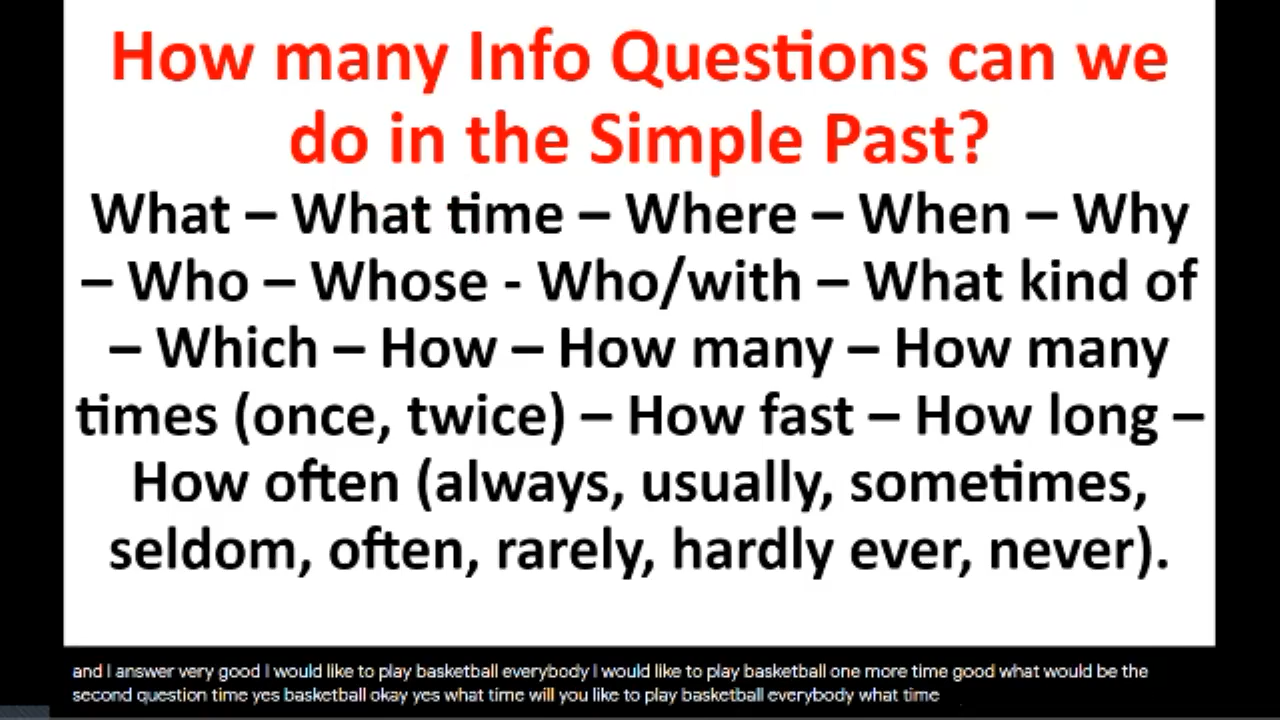 How many Info Questions can we
do in the Simple Past?
What – What time – Where – When – Why
– Who – Whose - Who/with – What kind of
– Which – How – How many – How many
times (once, twice) – How fast – How long –
How often (always, usually, sometimes,
seldom, often, rarely, hardly ever, never).
and I answer very good I would like to play basketball everybody I would like to play basketball one more time good what would be the
second question time yes basketball okay yes what time will you like to play basketball everybody what time